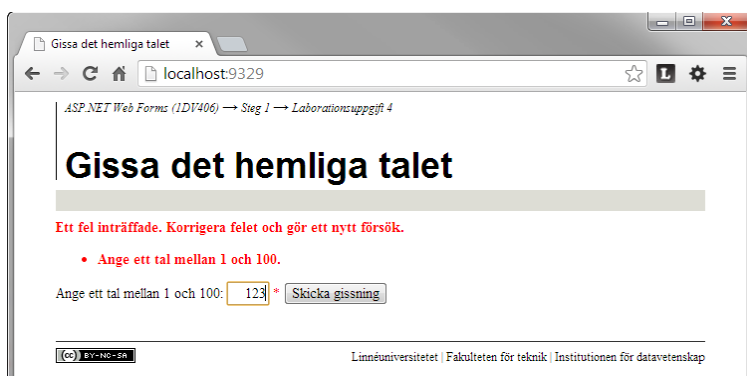 Gissa det hemliga talet
localhost:9329
ASP.NET Web Forms (1DV406) → Steg 1 → Laborationsuppgift 4
Gissa det hemliga talet
Ett fel inträffade. Korrigera felet och gör ett nytt försök.
• Ange ett tal mellan 1 och 100.
Ange ett tal mellan 1 och 100: 123 * Skicka gissning
(cc) BY-NC-SA Linnéuniversitetet | Fakulteten för teknik | Institutionen för datavetenskap